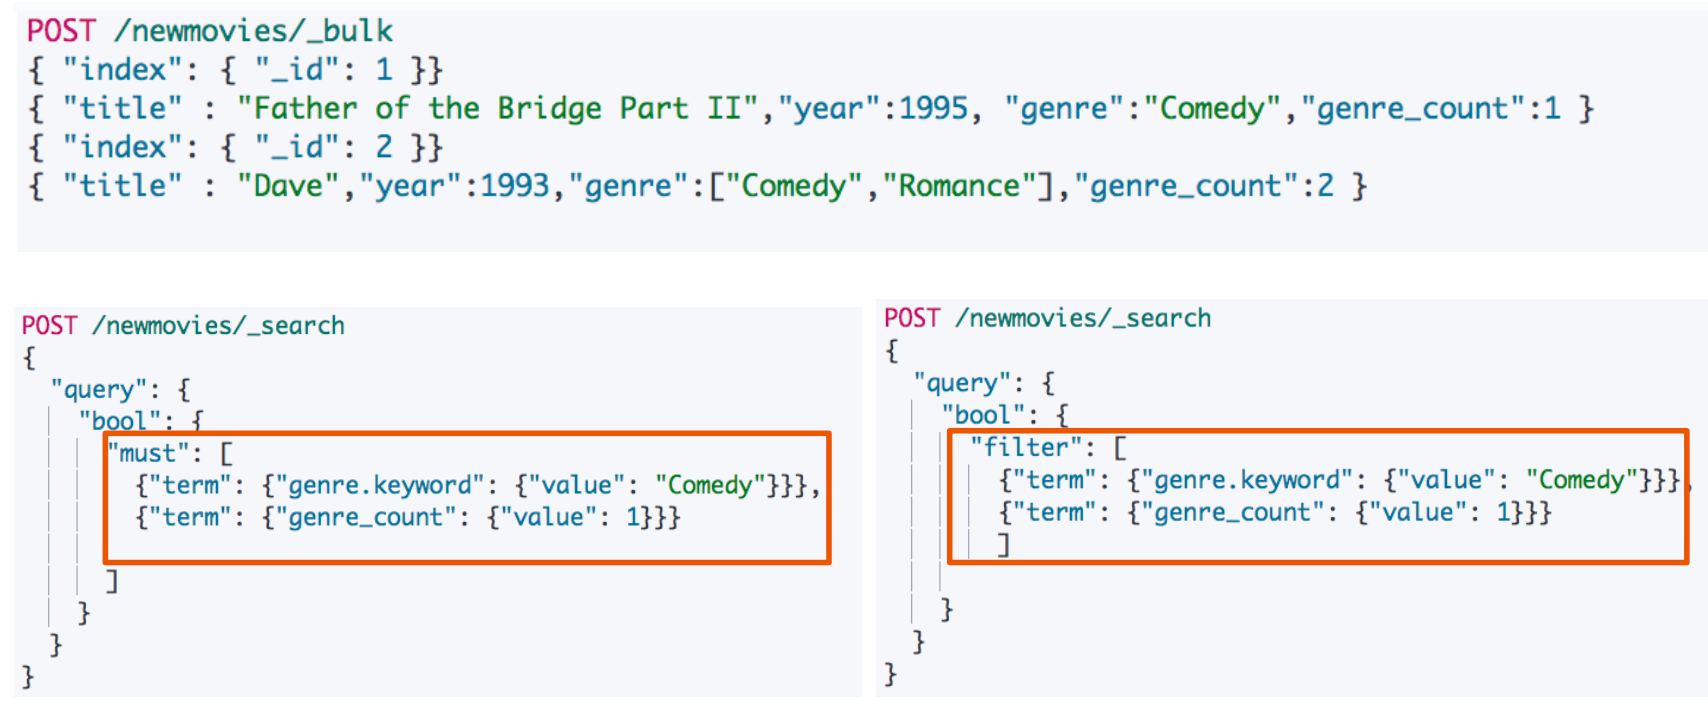 POST /newmovies/_bulk
{ "index": { "_id": 1 }}
{ "title" : "Father of the Bridge Part II","year":1995, "genre":"Comedy","genre_count":1 }
{ "index": { "_id": 2 }}
{ "title" : "Dave","year":1993,"genre":["Comedy","Romance"],"genre_count":2 }
POST /newmovies/_search
{
"query": {
"bool": {
"must": [
{"term": {"genre.keyword": {"value": "Comedy"}}},
{"term": {"genre_count": {"value": 1}}}
]
}
}
}
POST /newmovies/_search
{
"query": {
"bool": {
"filter": [
{"term": {"genre.keyword": {"value": "Comedy"}}},
{"term": {"genre_count": {"value": 1}}}
]
}
}
}